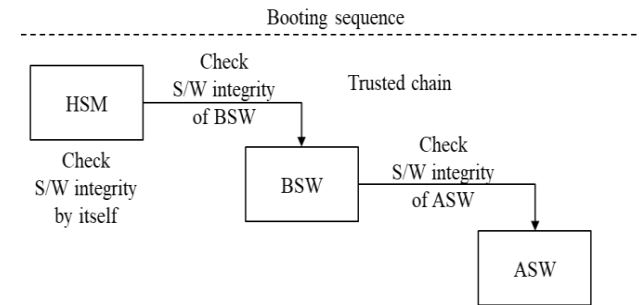 Booting sequence
HSM
Check
S/W integrity
of BSW
Trusted chain
Check
S/W integrity
by itself
BSW
Check
S/W integrity
of ASW
ASW